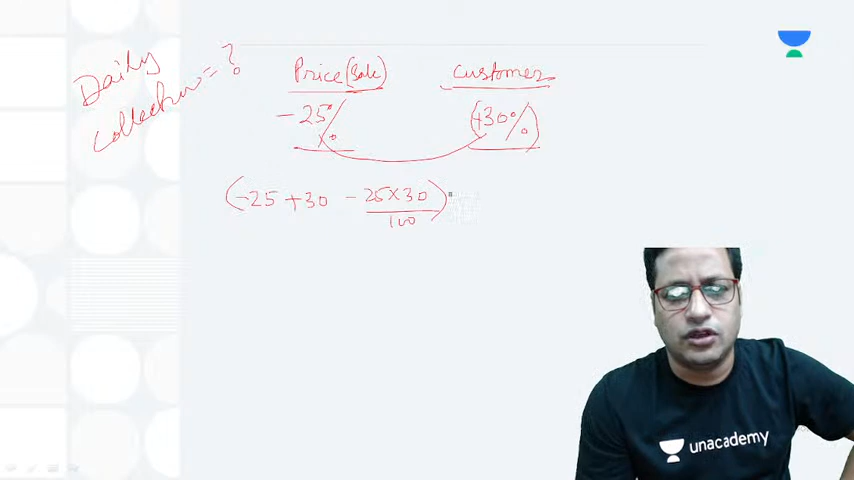 Daily
Collection = ?
Price (Sale)
customer
-25%
(+30%)
(-25 + 30 - 25×30/100)%
unacademy